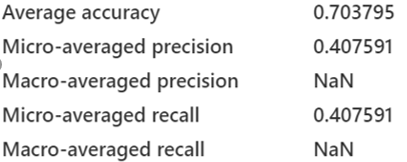 Average accuracy 0.703795
Micro-averaged precision 0.407591
Macro-averaged precision NaN
Micro-averaged recall 0.407591
Macro-averaged recall NaN